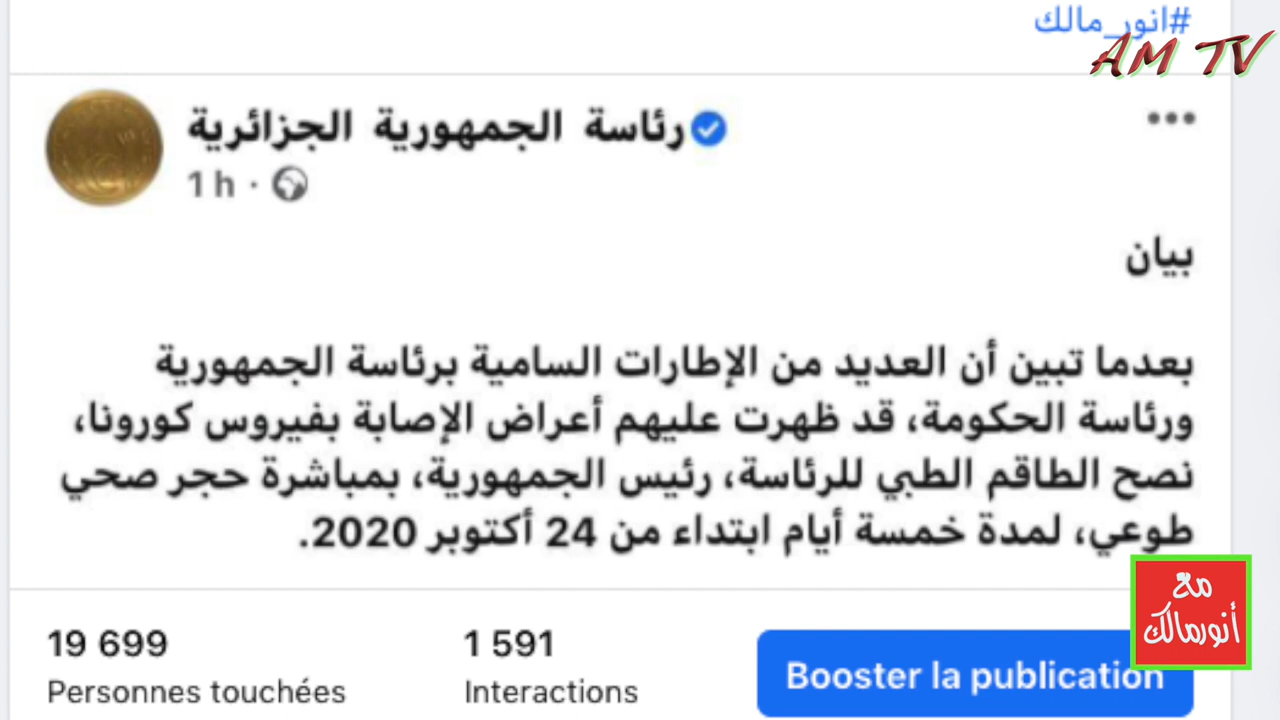 #انور_مالك
AM TV
رئاسة الجمهورية الجزائرية
1 h ·
بيان
بعدما تبين أن العديد من الإطارات السامية برئاسة الجمهورية
ورئاسة الحكومة، قد ظهرت عليهم أعراض الإصابة بفيروس كورونا،
نصح الطاقم الطبي للرئاسة، رئيس الجمهورية، بمباشرة حجر صحي
طوعي، لمدة خمسة أيام ابتداء من 24 أكتوبر 2020.
مع
أنورمالك
19 699
1 591
Personnes touchées
Interactions
Booster la publication